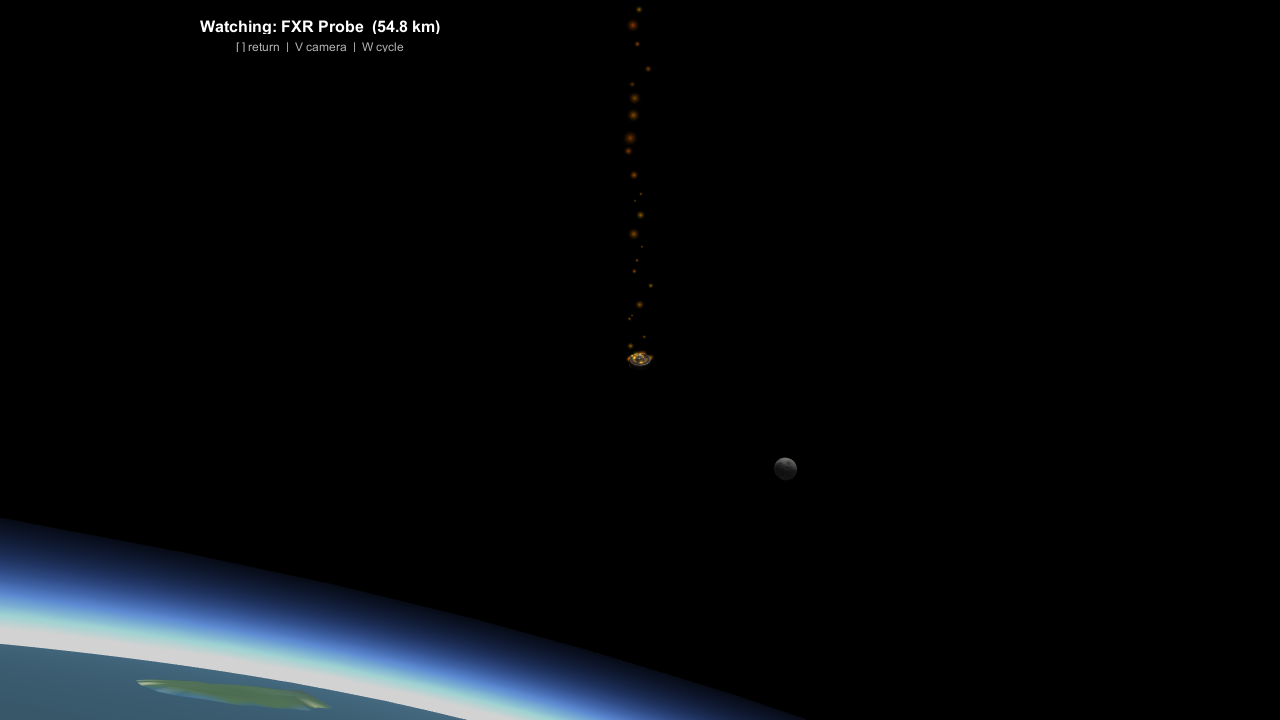 Watching: FXR Probe (54.8 km)
[ ] return | V camera | W cycle